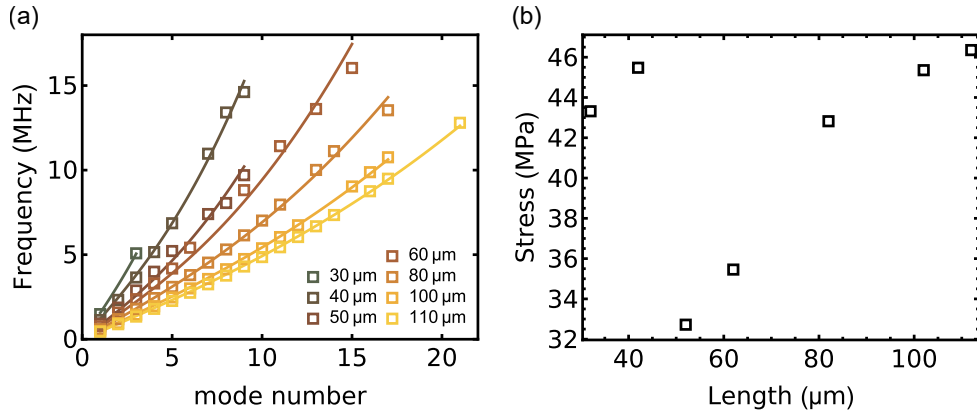 (a)
Frequency (MHz)
15
10
5
0
0 5 10 15 20
mode number
30 µm
40 µm
50 µm
60 µm
80 µm
100 µm
110 µm
(b)
Stress (MPa)
46
44
42
40
38
36
34
32
40 60 80 100
Length (µm)